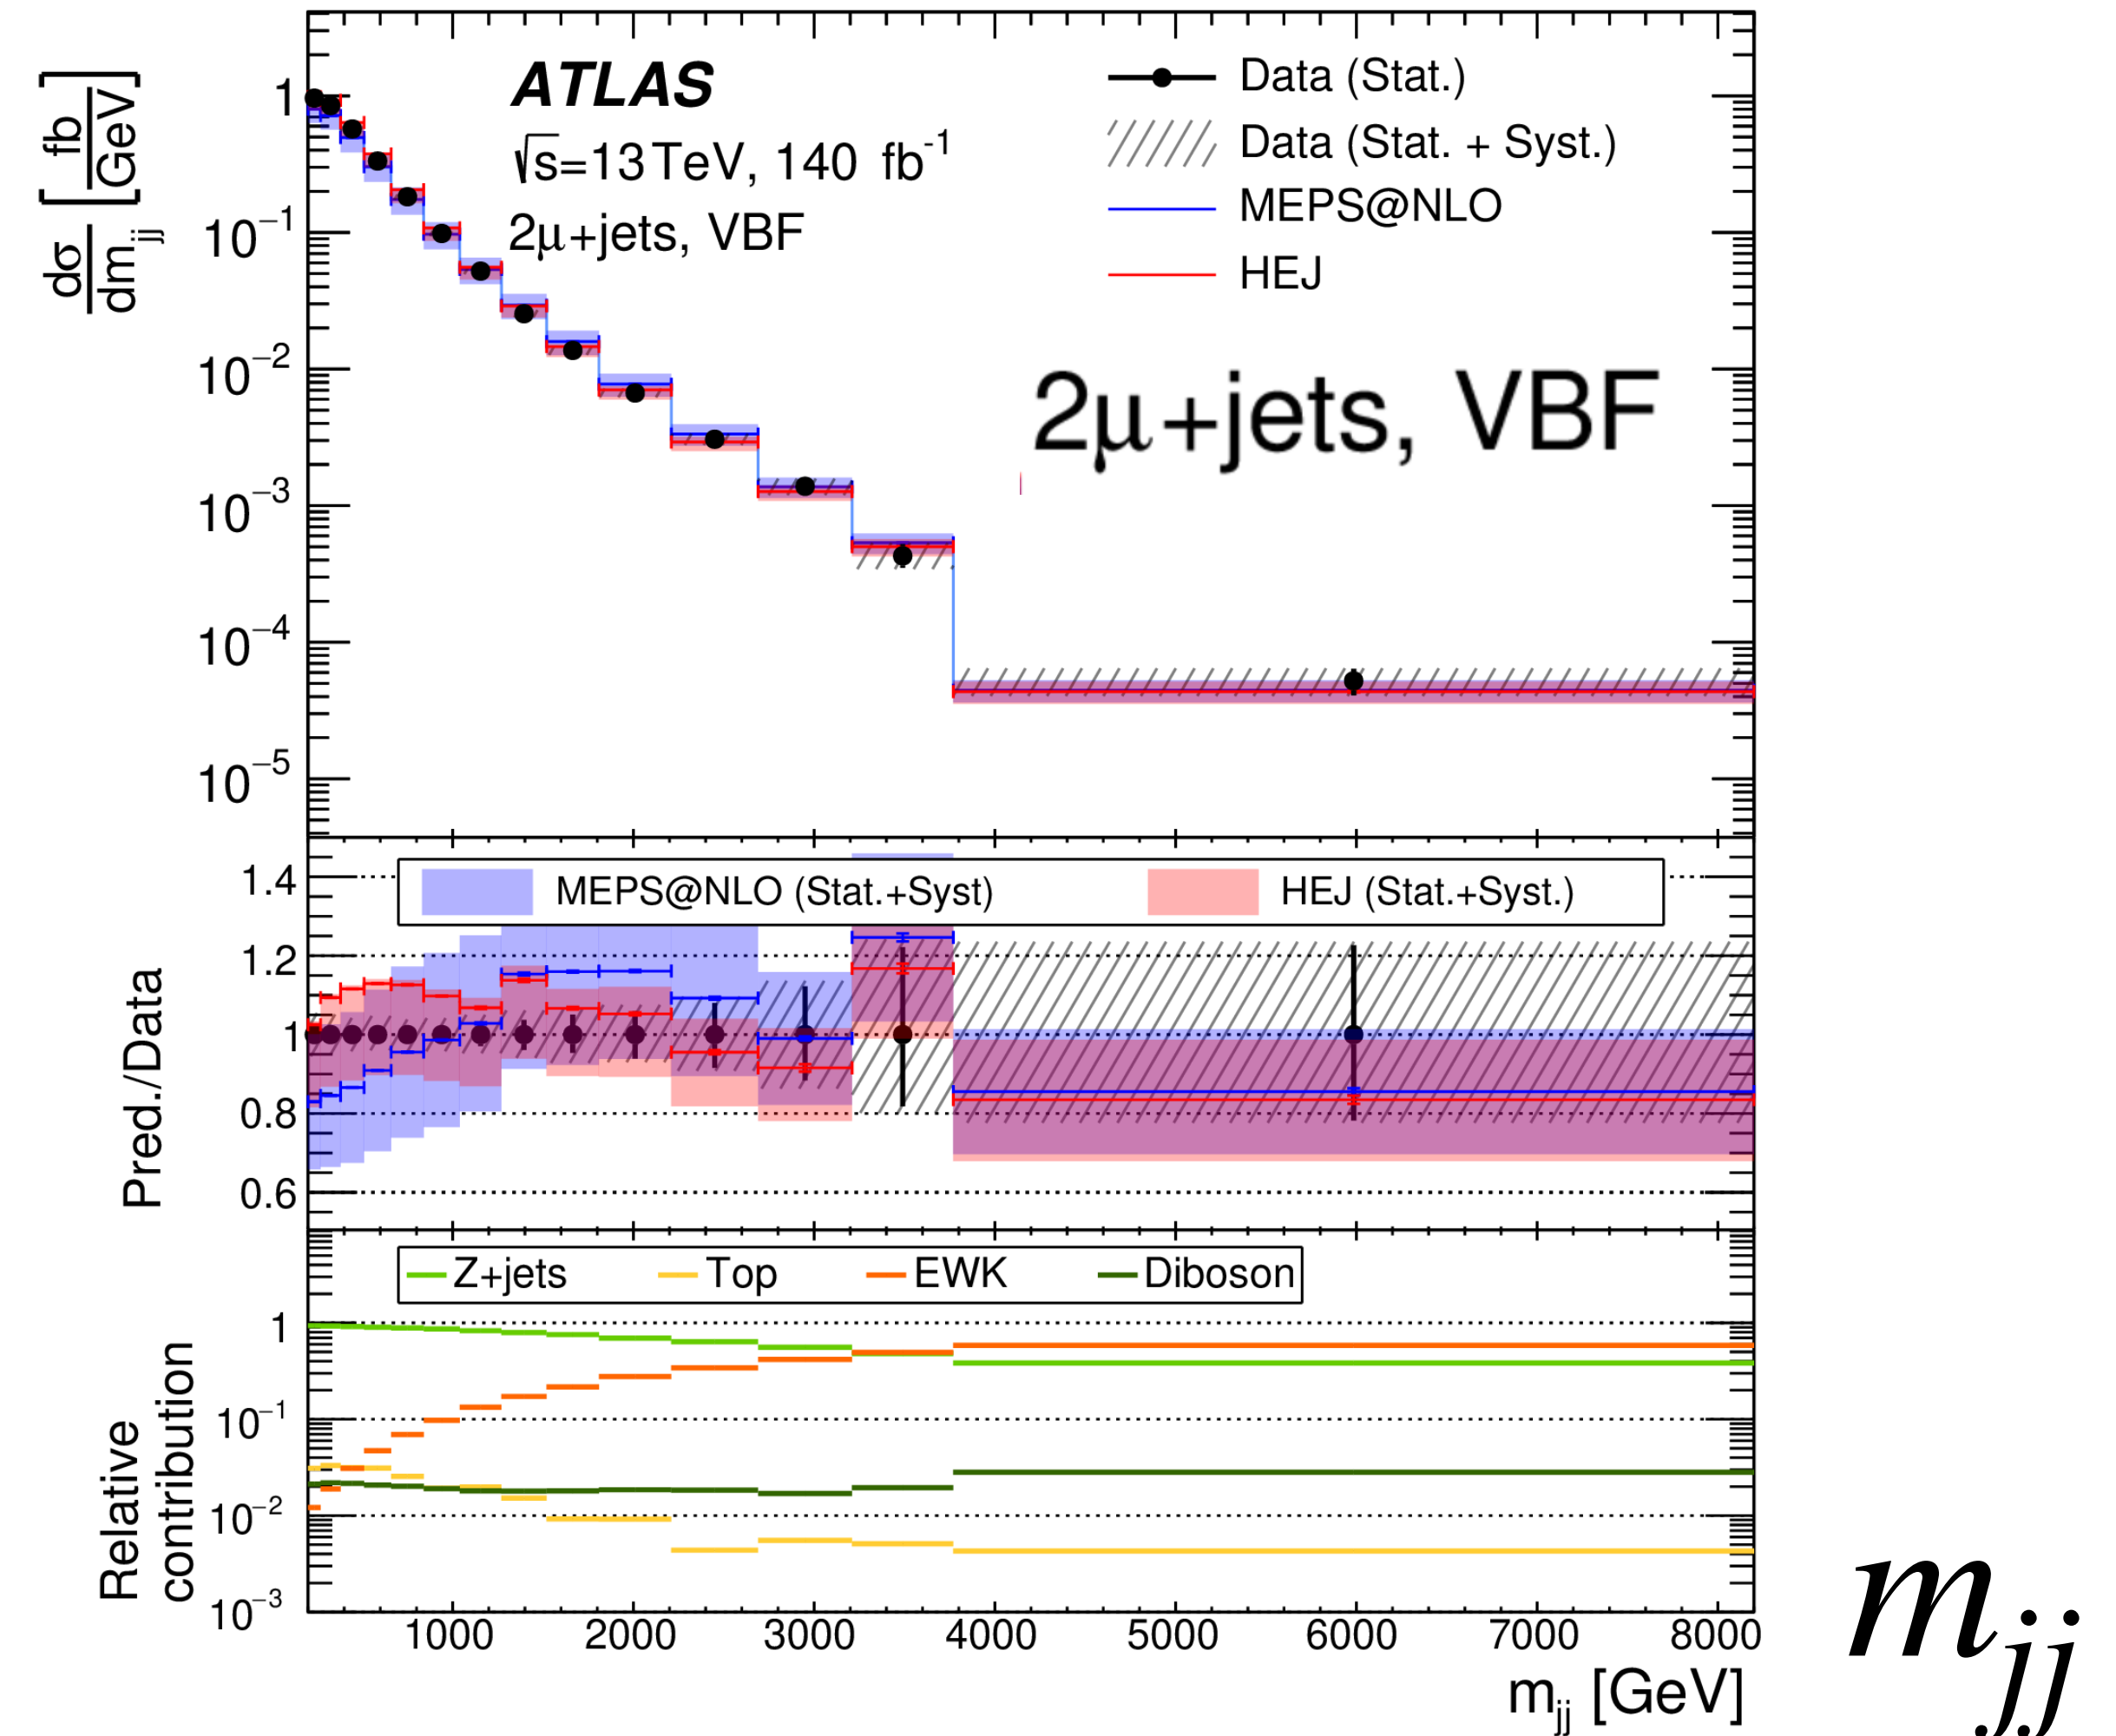 ATLAS
√s=13 TeV, 140 fb⁻¹
2μ+jets, VBF
Data (Stat.)
Data (Stat. + Syst.)
MEPS@NLO
HEJ
2μ+jets, VBF
dσ/dm_jj [fb/GeV]
1
10⁻¹
10⁻²
10⁻³
10⁻⁴
10⁻⁵
MEPS@NLO (Stat.+Syst)
HEJ (Stat.+Syst.)
Pred./Data
1.4
1.2
1
0.8
0.6
Z+jets
Top
EWK
Diboson
Relative
contribution
1
10⁻¹
10⁻²
10⁻³
1000 2000 3000 4000 5000 6000 7000 8000
m_jj [GeV]
m_jj